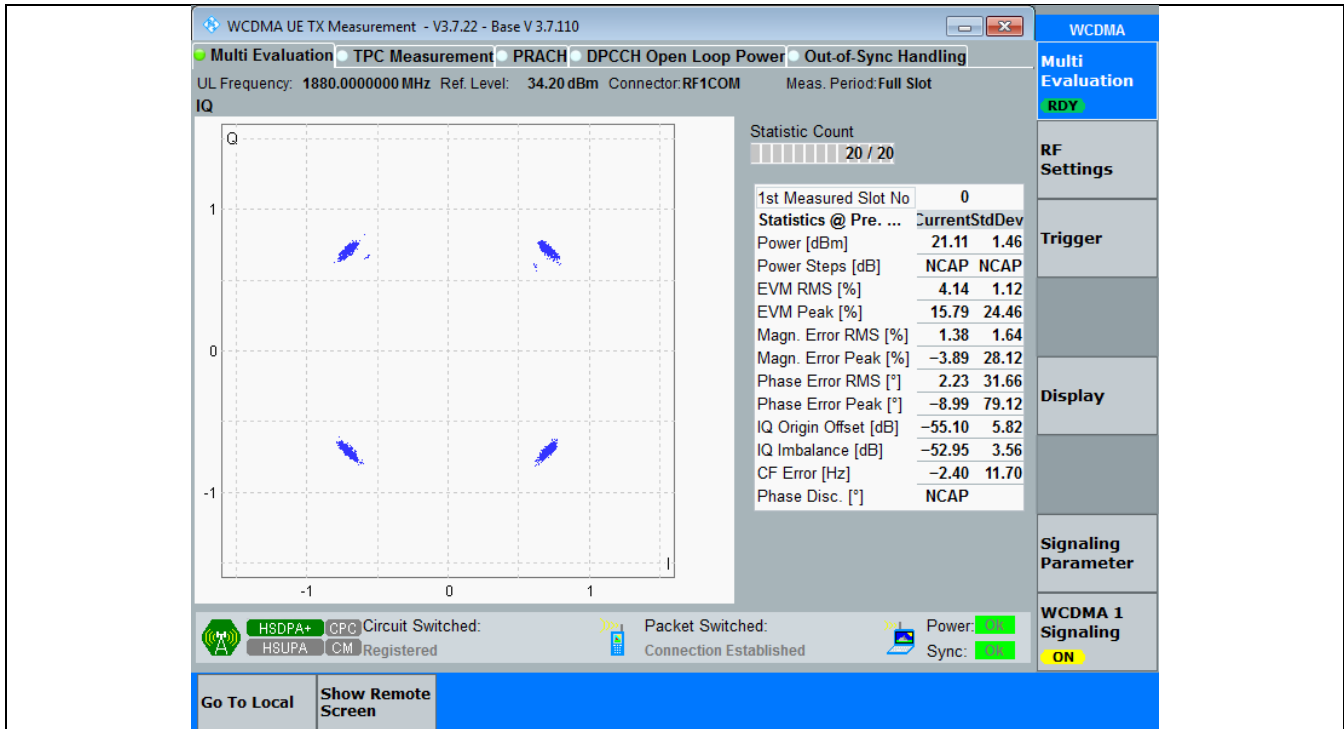 WCDMA UE TX Measurement - V3.7.22 - Base V 3.7.110
Multi Evaluation TPC Measurement PRACH DPCCH Open Loop Power Out-of-Sync Handling
UL Frequency: 1880.0000000 MHz Ref. Level: 34.20 dBm Connector: RF1COM Meas. Period: Full Slot
IQ
Q
1
0
-1
-1 0 1
I
Statistic Count
20 / 20
1st Measured Slot No 0
Statistics @ Pre. ... Current StdDev
Power [dBm] 21.11 1.46
Power Steps [dB] NCAP NCAP
EVM RMS [%] 4.14 1.12
EVM Peak [%] 15.79 24.46
Magn. Error RMS [%] 1.38 1.64
Magn. Error Peak [%] −3.89 28.12
Phase Error RMS [°] 2.23 31.66
Phase Error Peak [°] −8.99 79.12
IQ Origin Offset [dB] −55.10 5.82
IQ Imbalance [dB] −52.95 3.56
CF Error [Hz] −2.40 11.70
Phase Disc. [°] NCAP
HSDPA+ CPC Circuit Switched: Packet Switched: Power: Ok
HSUPA CM Registered Connection Established Sync: Ok
WCDMA
Multi
Evaluation
RDY
RF
Settings
Trigger
Display
Signaling
Parameter
WCDMA 1
Signaling
ON
Go To Local
Show Remote
Screen